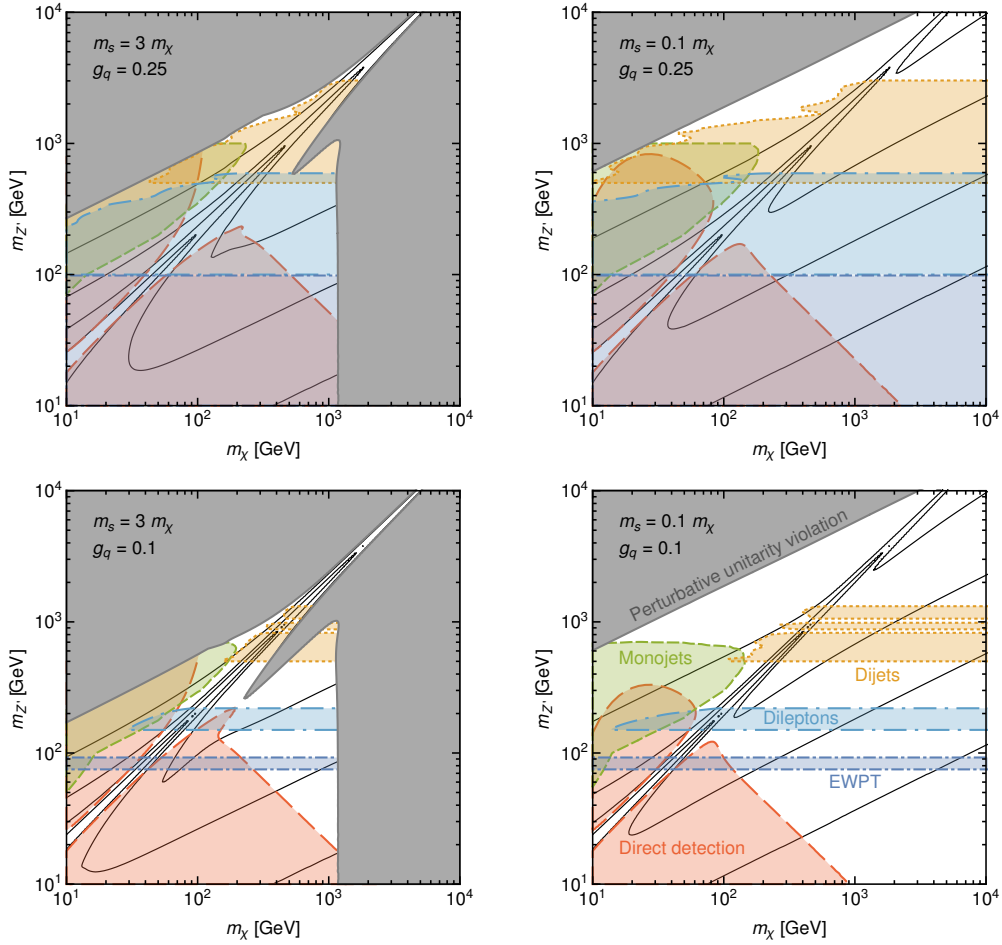 m_s = 3 m_χ
g_q = 0.25
10^4
10^3
10^2
10^1
m_Z' [GeV]
10^1 10^2 10^3 10^4
m_χ [GeV]
m_s = 0.1 m_χ
g_q = 0.25
10^4
10^3
10^2
10^1
m_Z' [GeV]
10^1 10^2 10^3 10^4
m_χ [GeV]
m_s = 3 m_χ
g_q = 0.1
10^4
10^3
10^2
10^1
m_Z' [GeV]
10^1 10^2 10^3 10^4
m_χ [GeV]
m_s = 0.1 m_χ
g_q = 0.1
Perturbative unitarity violation
Monojets
Dijets
Dileptons
EWPT
Direct detection
10^4
10^3
10^2
10^1
m_Z' [GeV]
10^1 10^2 10^3 10^4
m_χ [GeV]